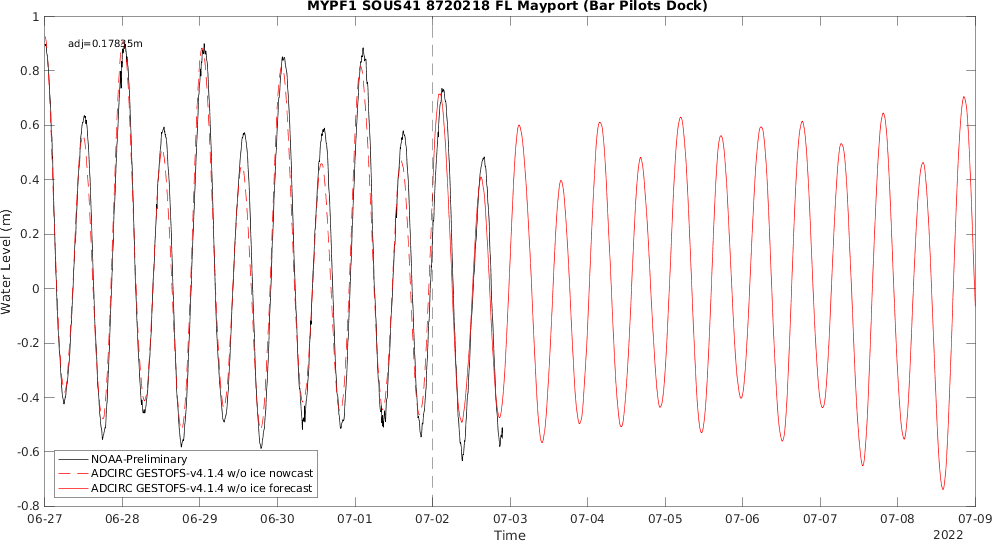 MYPF1 SOUS41 8720218 FL Mayport (Bar Pilots Dock)
1
adj=0.17835m
0.8
0.6
0.4
0.2
0
-0.2
-0.4
-0.6
-0.8
Water Level (m)
NOAA-Preliminary
ADCIRC GESTOFS-v4.1.4 w/o ice nowcast
ADCIRC GESTOFS-v4.1.4 w/o ice forecast
06-27 06-28 06-29 06-30 07-01 07-02 07-03 07-04 07-05 07-06 07-07 07-08 07-09
Time
2022